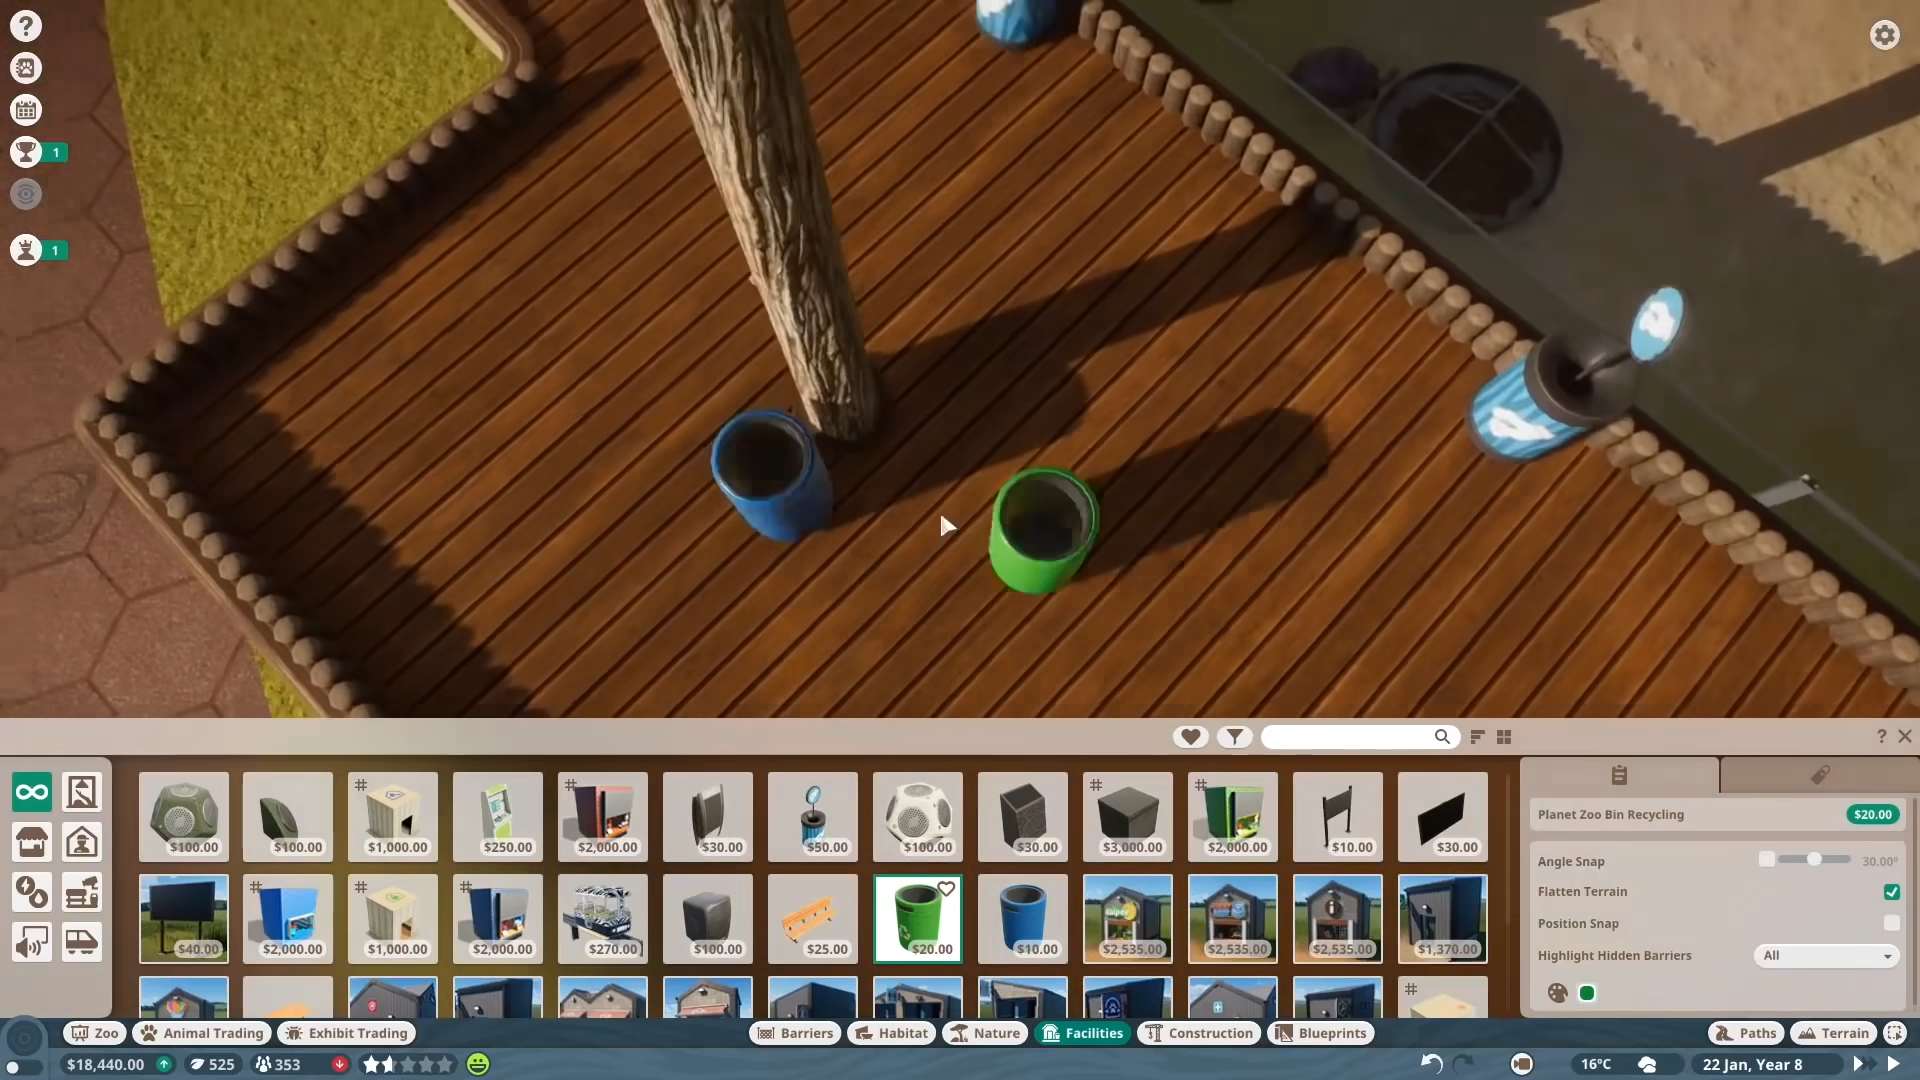 ?
1
1
? 
$100.00 $100.00 $1,000.00 $250.00 $2,000.00 $30.00 $50.00 $100.00 $30.00 $3,000.00 $2,000.00 $10.00 $30.00
$40.00 $2,000.00 $1,000.00 $2,000.00 $270.00 $100.00 $25.00 $20.00 $10.00 $2,535.00 $2,535.00 $2,535.00 $1,370.00
Planet Zoo Bin Recycling $20.00
Angle Snap 30.00°
Flatten Terrain
Position Snap
Highlight Hidden Barriers All
Zoo Animal Trading Exhibit Trading Barriers Habitat Nature Facilities Construction Blueprints Paths Terrain
$18,440.00 525 353 16°C 22 Jan, Year 8